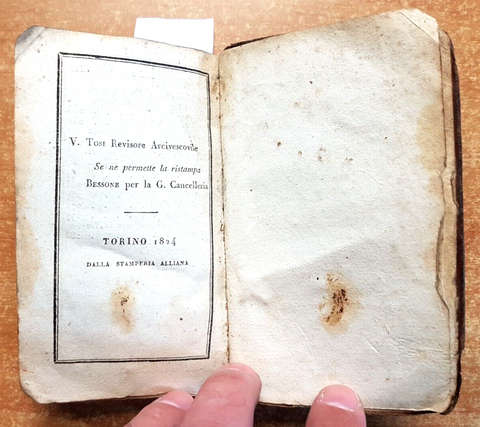 V. Tosi Revisore Arcivescovile
Se ne permette la ristampa
Bessone per la G. Cancelleria
TORINO 1824
DALLA STAMPERIA ALLIANA